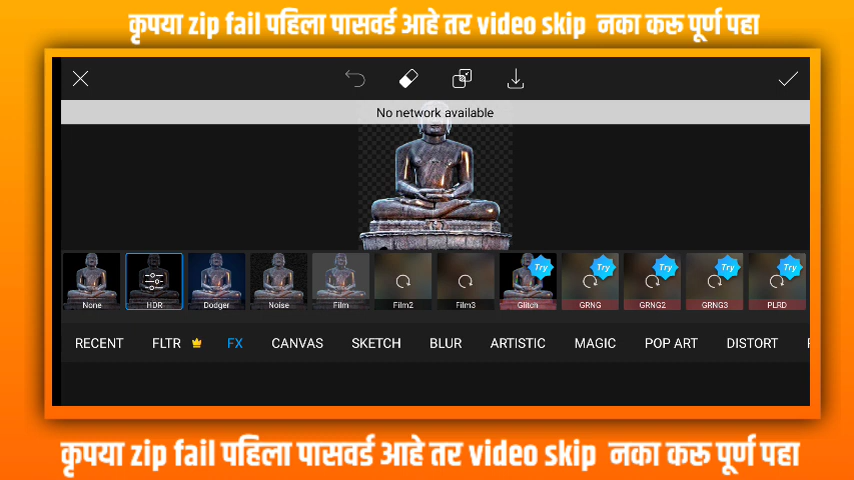 कृपया zip fail पहिला पासवर्ड आहे तर video skip नका करू पूर्ण पहा
No network available
None HDR Dodger Noise Film Film2 Film3 Glitch GRNG GRNG2 GRNG3 PLRD
Try Try Try Try Try
RECENT FLTR FX CANVAS SKETCH BLUR ARTISTIC MAGIC POP ART DISTORT
कृपया zip fail पहिला पासवर्ड आहे तर video skip नका करू पूर्ण पहा